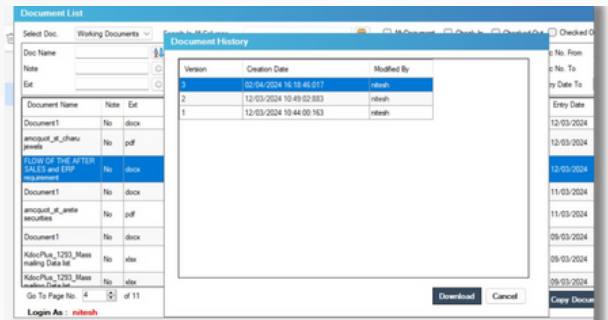 Document List
Select Doc. Working Documents
Document History
Checked O
Doc Name
c No. From
Note
c No. To
Ext
ry Date To
Version Creation Date Modified By
3 02/04/2024 16:18:46:017 nitesh
2 12/03/2024 10:49:02:883 nitesh
1 12/03/2024 10:44:00:163 nitesh
Document Name Note Ext Entry Date
Document1 No docx 12/03/2024
amcquot_st_charu
jewels No pdf 12/03/2024
FLOW OF THE AFTER
SALES and ERP
requirement No docx 12/03/2024
Document1 No docx 11/03/2024
amcquot_st_arete
securities No pdf 11/03/2024
Document1 No docx 09/03/2024
KdocPlus_1293_Mass
mailing Data list No xlsx 09/03/2024
KdocPlus_1293_Mass
No xlsx 09/03/2024
Go To Page No. 4 of 11
Download Cancel Copy Docum
Login As : nitesh